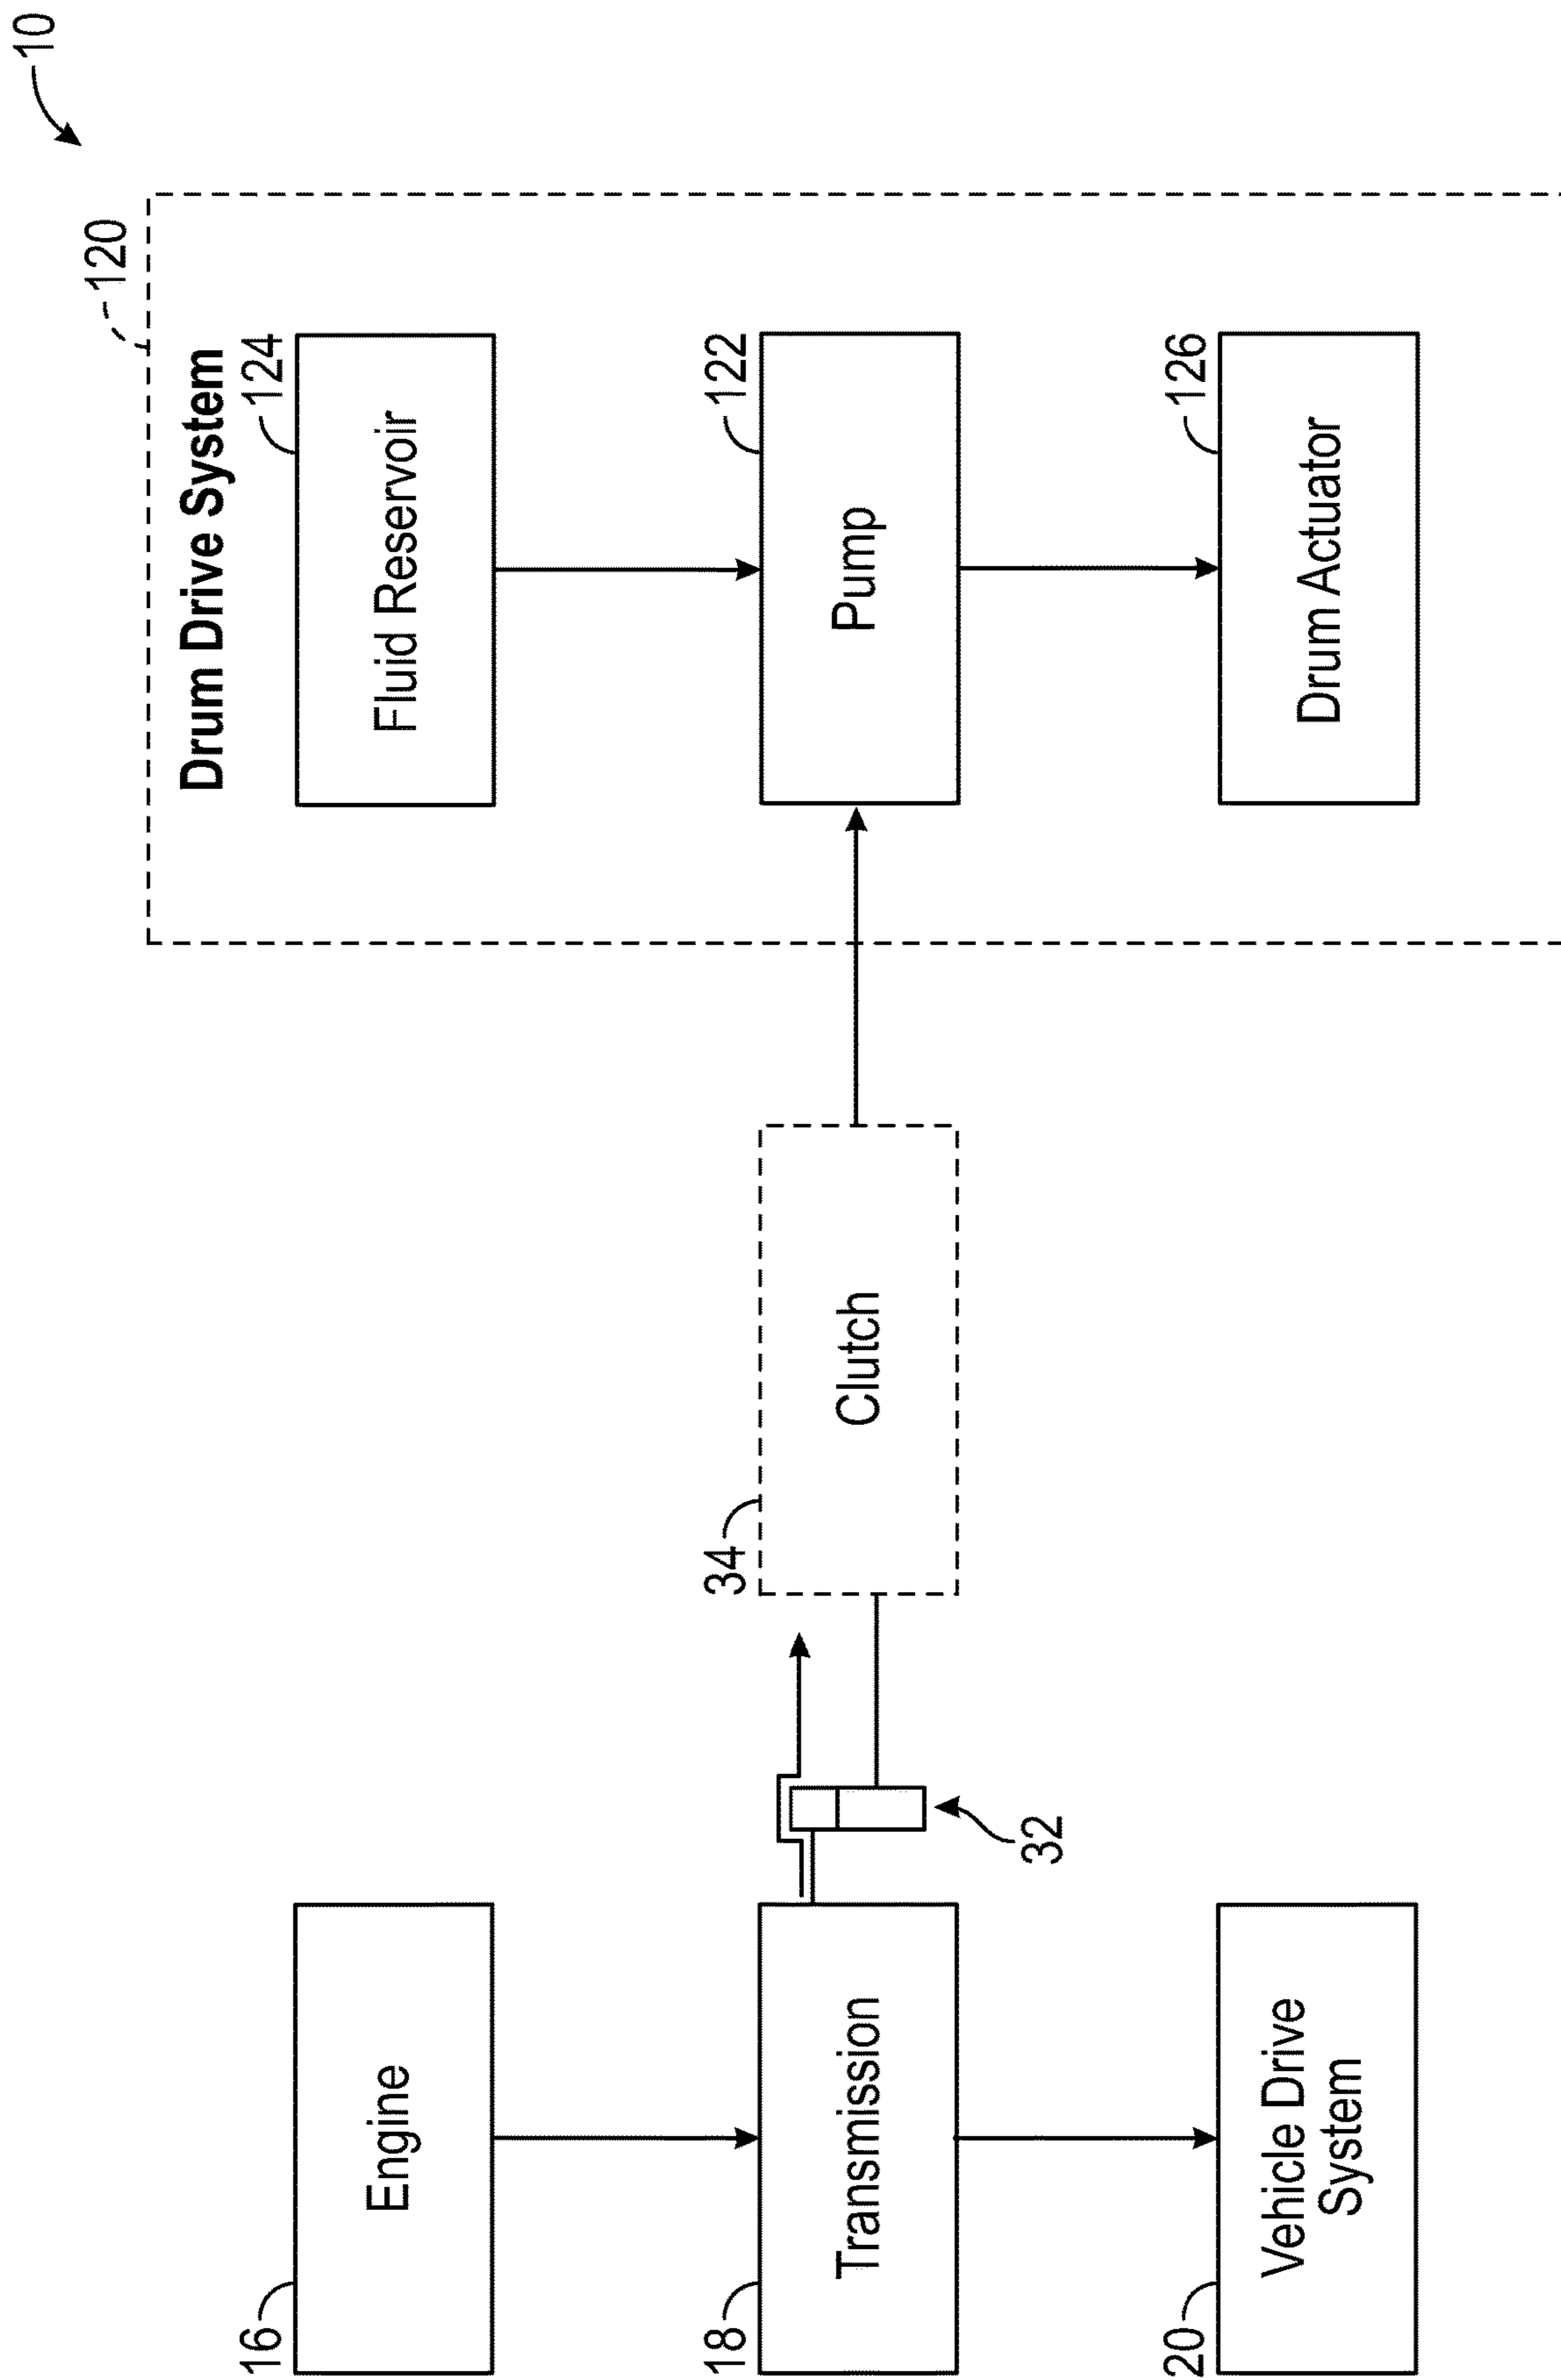 10
120
Drum Drive System
16
Engine
124
Fluid Reservoir
18
Transmission
32
34
Clutch
122
Pump
20
Vehicle Drive
System
126
Drum Actuator